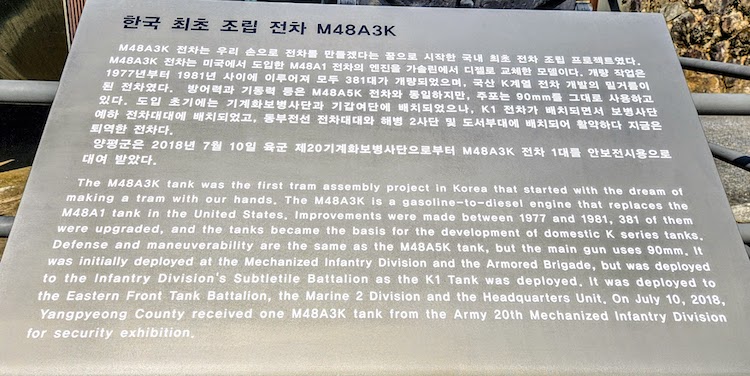 한국 최초 조립 전차 M48A3K
M48A3K 전차는 우리 손으로 전차를 만들겠다는 꿈으로 시작한 국내 최초 전차 조립 프로젝트였다.
M48A3K 전차는 미국에서 도입한 M48A1 전차의 엔진을 가솔린에서 디젤로 교체한 모델이다. 개량 작업은
1977년부터 1981년 사이에 이루어져 모두 381대가 개량되었으며, 국산 K계열 전차 개발의 밑거름이
된 전차였다. 방어력과 기동력 등은 M48A5K 전차와 동일하지만, 주포는 90mm를 그대로 사용하고
있다. 도입 초기에는 기계화보병사단과 기갑여단에 배치되었으나, K1 전차가 배치되면서 보병사단
예하 전차대대에 배치되었고, 동부전선 전차대대와 해병 2사단 및 도서부대에 배치되어 활약하다 지금은
퇴역한 전차다.
양평군은 2018년 7월 10일 육군 제20기계화보병사단으로부터 M48A3K 전차 1대를 안보전시용으로
대여 받았다.
The M48A3K tank was the first tram assembly project in Korea that started with the dream of
making a tram with our hands. The M48A3K is a gasoline-to-diesel engine that replaces the
M48A1 tank in the United States. Improvements were made between 1977 and 1981, 381 of them
were upgraded, and the tanks became the basis for the development of domestic K series tanks.
Defense and maneuverability are the same as the M48A5K tank, but the main gun uses 90mm. It
was initially deployed at the Mechanized Infantry Division and the Armored Brigade, but was deployed
to the Infantry Division's Subtletile Battalion as the K1 Tank was deployed. It was deployed to
the Eastern Front Tank Battalion, the Marine 2 Division and the Headquarters Unit. On July 10, 2018,
Yangpyeong County received one M48A3K tank from the Army 20th Mechanized Infantry Division
for security exhibition.